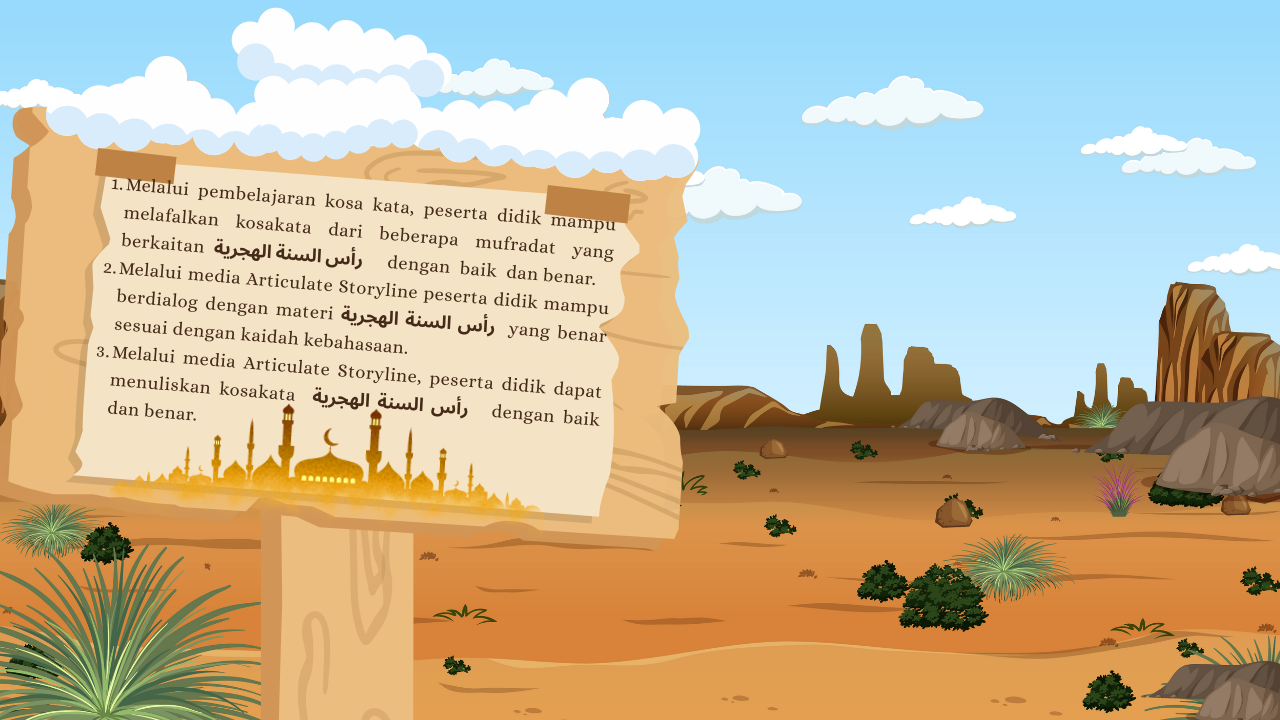 1. Melalui pembelajaran kosa kata, peserta didik mampu
melafalkan kosakata dari beberapa mufradat yang
berkaitan رأس السنة الهجرية dengan baik dan benar.
2. Melalui media Articulate Storyline peserta didik mampu
berdialog dengan materi رأس السنة الهجرية yang benar
sesuai dengan kaidah kebahasaan.
3. Melalui media Articulate Storyline, peserta didik dapat
menuliskan kosakata رأس السنة الهجرية dengan baik
dan benar.